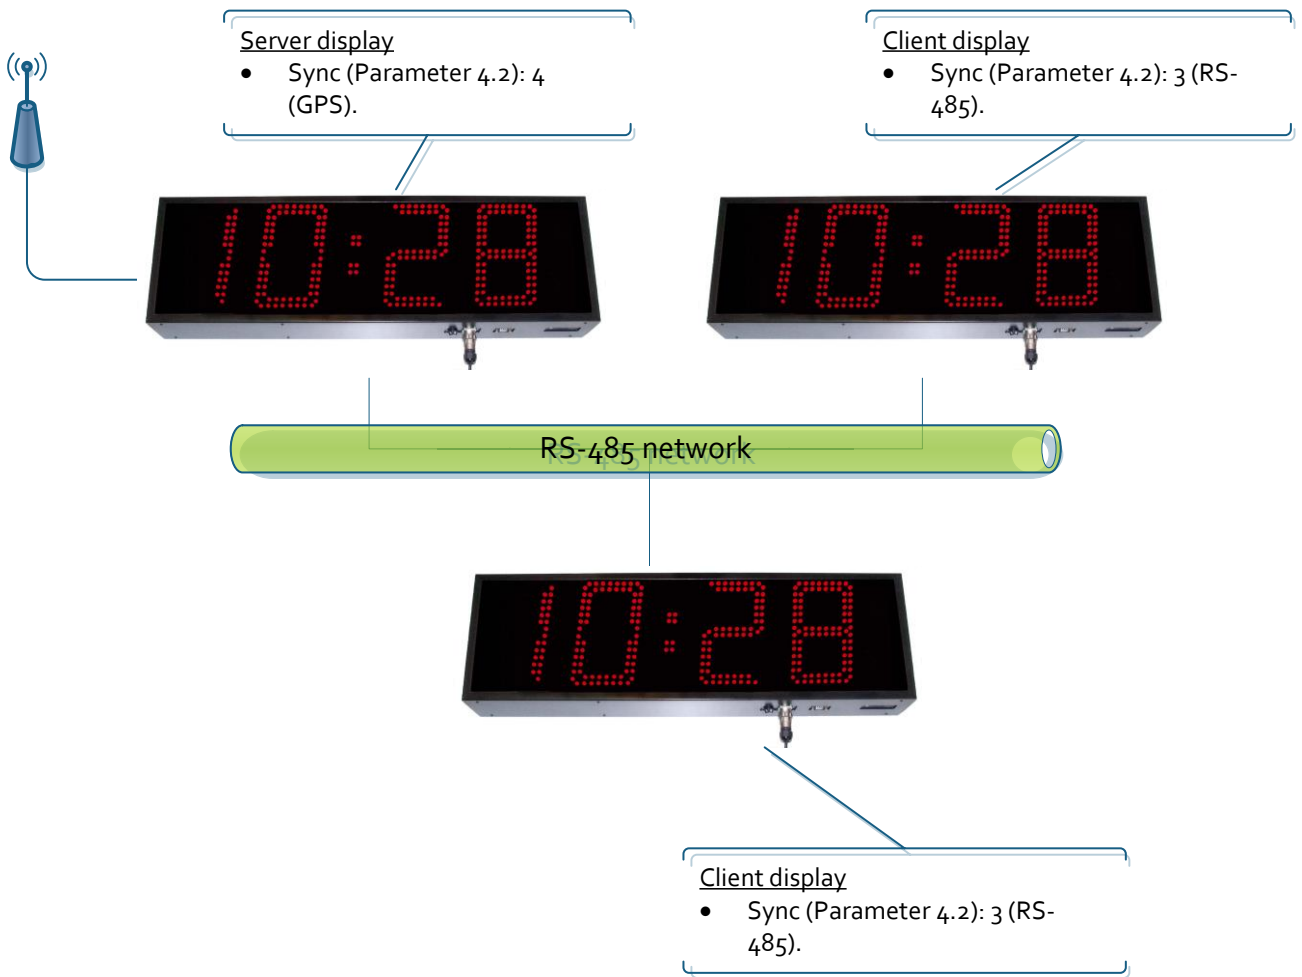 Server display
• Sync (Parameter 4.2): 4
(GPS).
Client display
• Sync (Parameter 4.2): 3 (RS-
485).
10:28
10:28
RS-485 network
10:28
Client display
• Sync (Parameter 4.2): 3 (RS-
485).